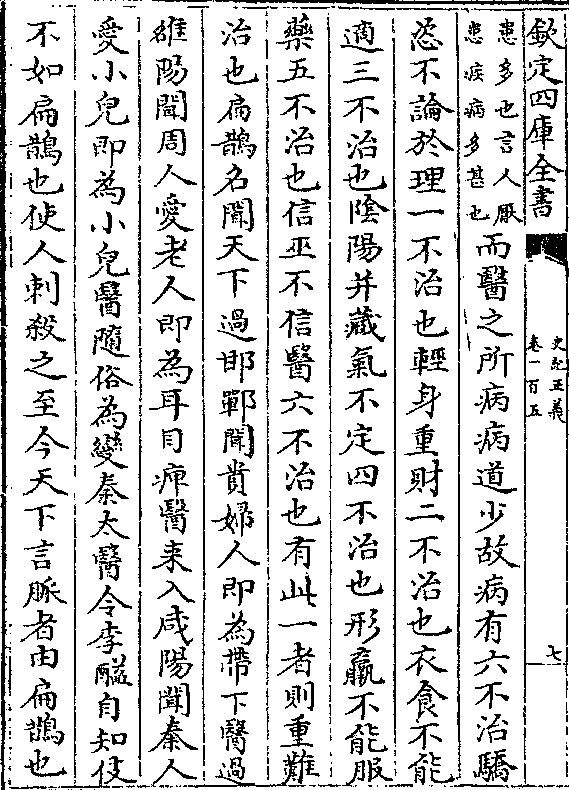 欽定四庫全書
史記正義
卷一百五
七
患多也言人厭
患疾病多甚也
而醫之所病病道少故病有六不治驕
恣不論於理一不治也輕身重財二不治也衣食不能
適三不治也陰陽并藏氣不定四不治也形羸不能服
藥五不治也信巫不信醫六不治也有此一者則重難
治也扁鵲名聞天下過邯鄲聞貴婦人即為帶下醫過
雒陽聞周人愛老人即為耳目痹醫来入咸陽聞秦人
愛小兒即為小兒醫隨俗為變秦太醫令李醯自知伎
不如扁鵲也使人刺殺之至今天下言脈者由扁鵲也